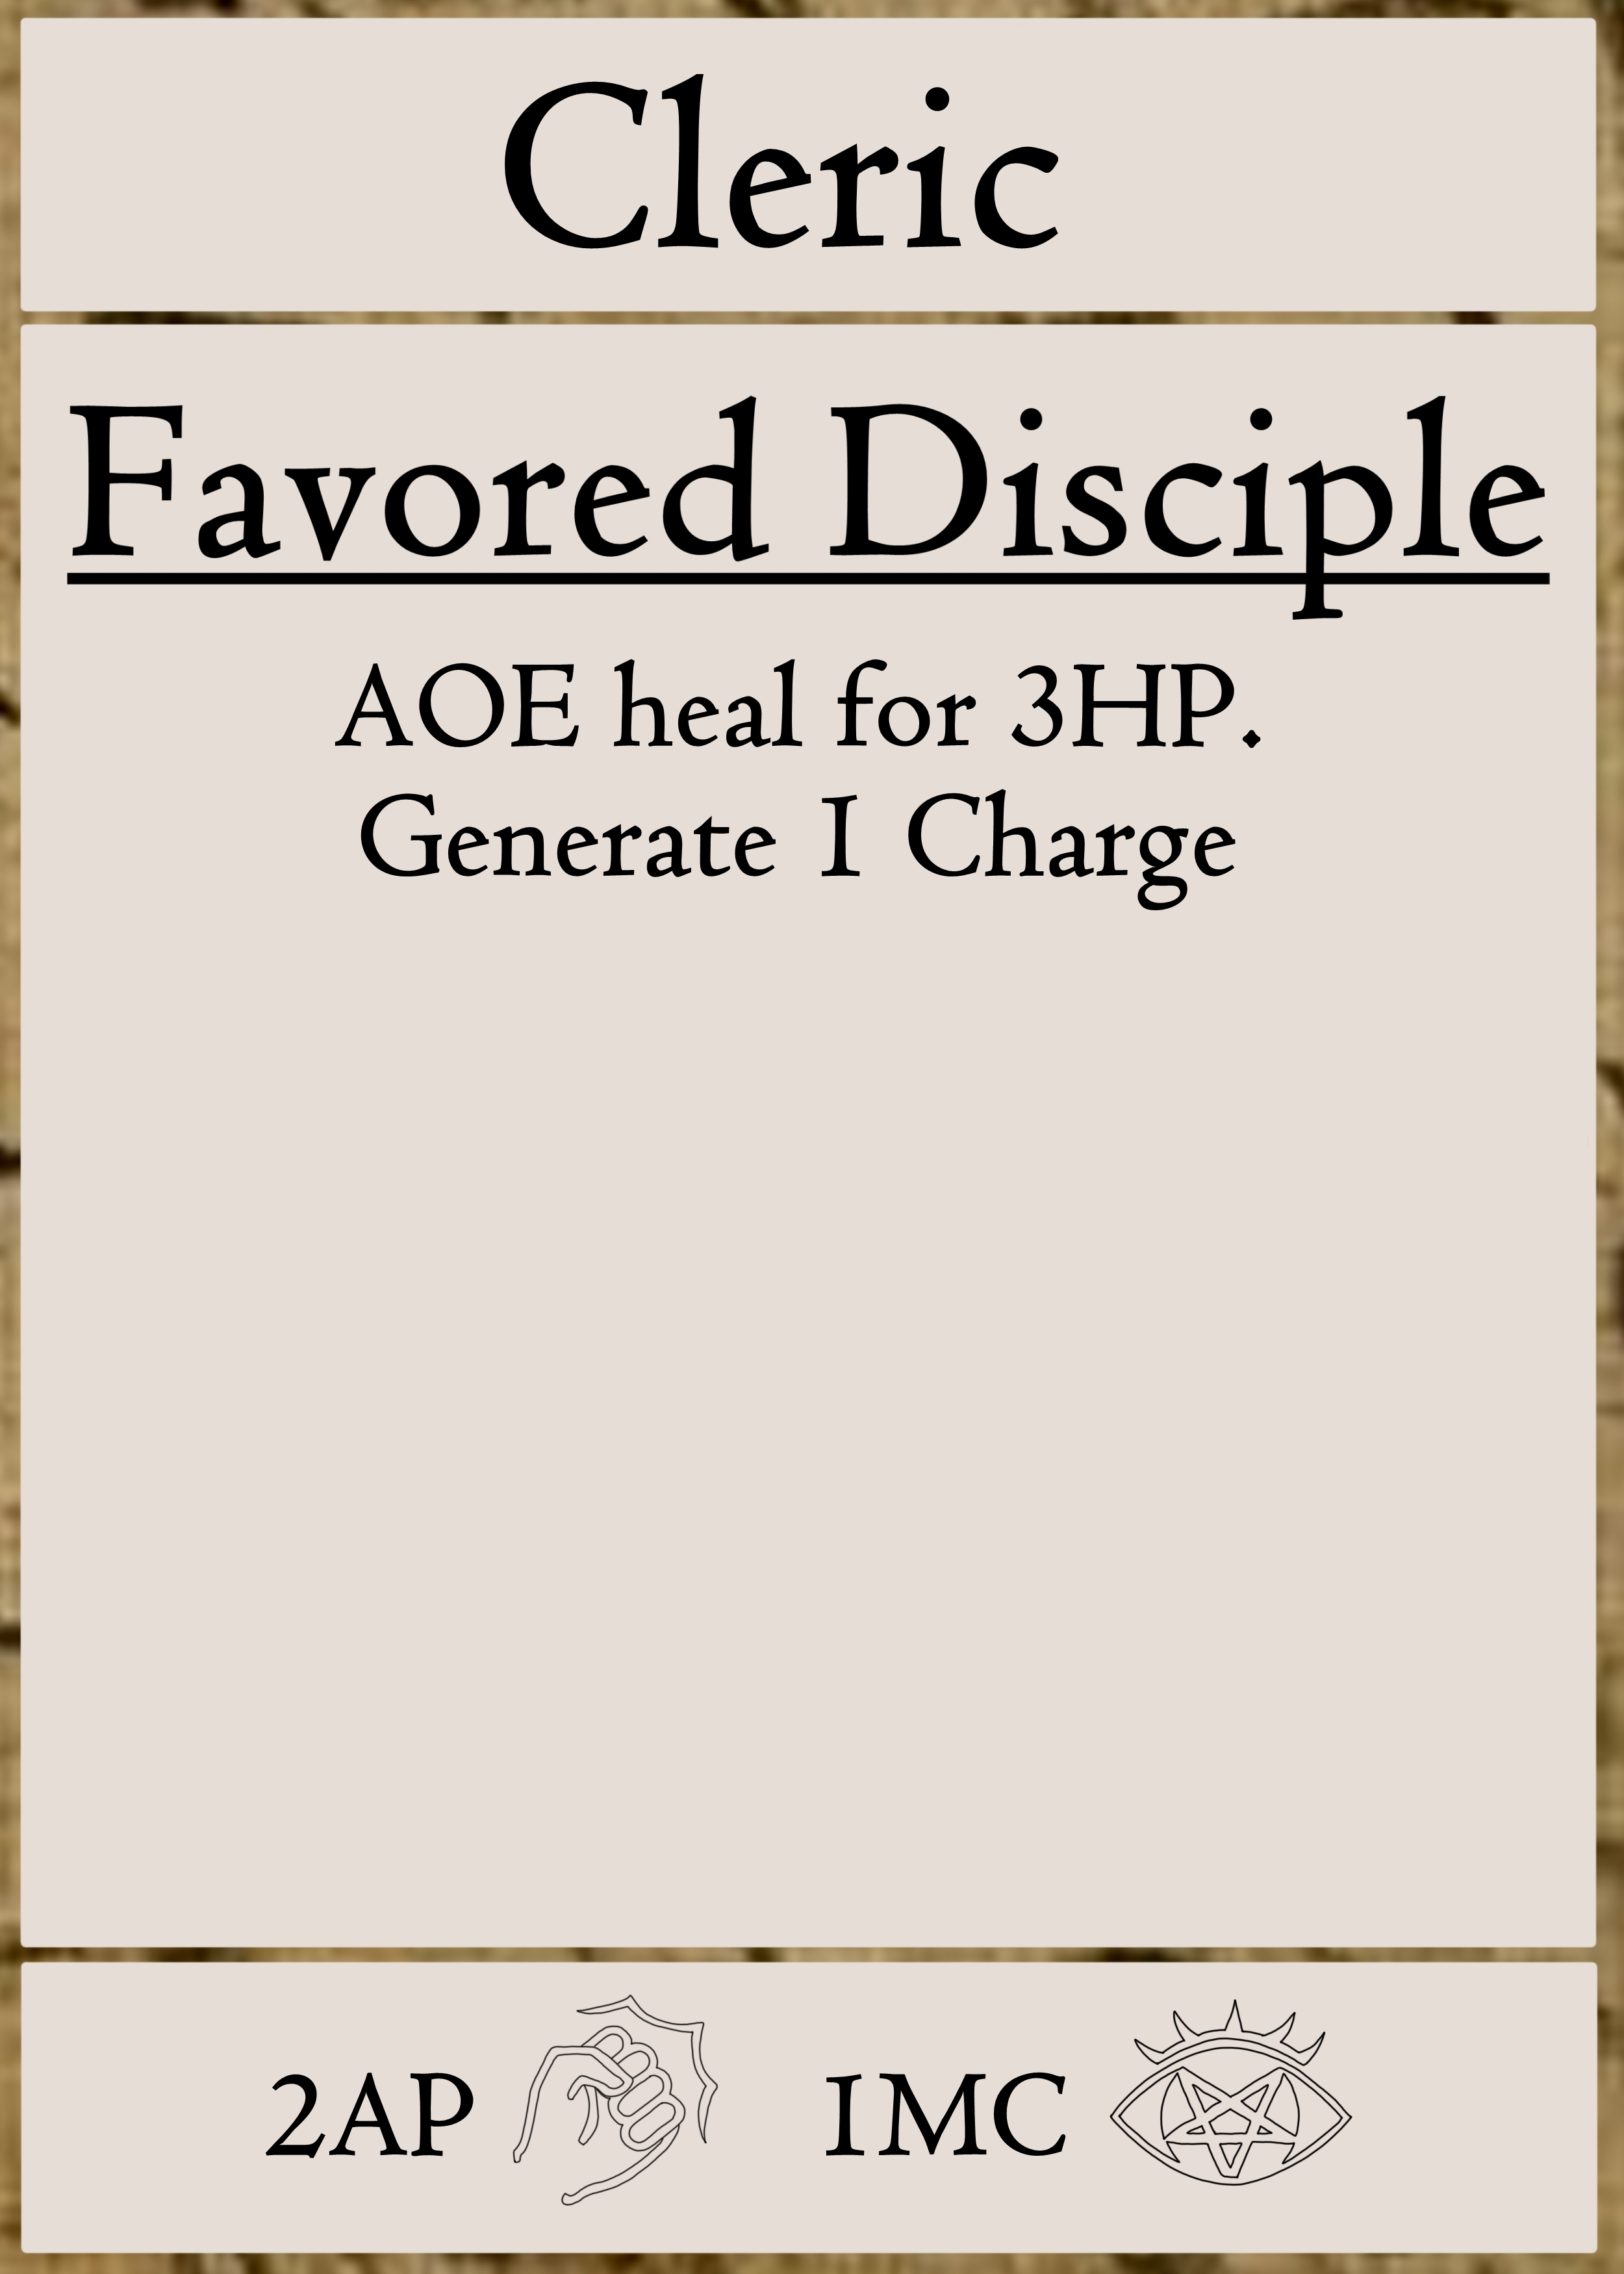 Cleric
Favored Disciple
AOE heal for 3HP.
Generate 1 Charge
2AP 1MC